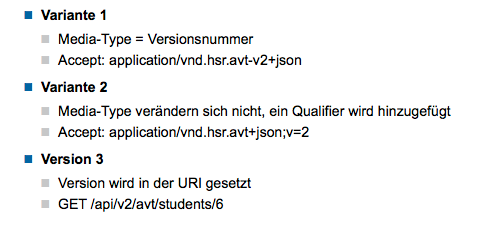 Variante 1
Media-Type = Versionsnummer
Accept: application/vnd.hsr.avt-v2+json
Variante 2
Media-Type verändern sich nicht, ein Qualifier wird hinzugefügt
Accept: application/vnd.hsr.avt+json;v=2
Version 3
Version wird in der URI gesetzt
GET /api/v2/avt/students/6